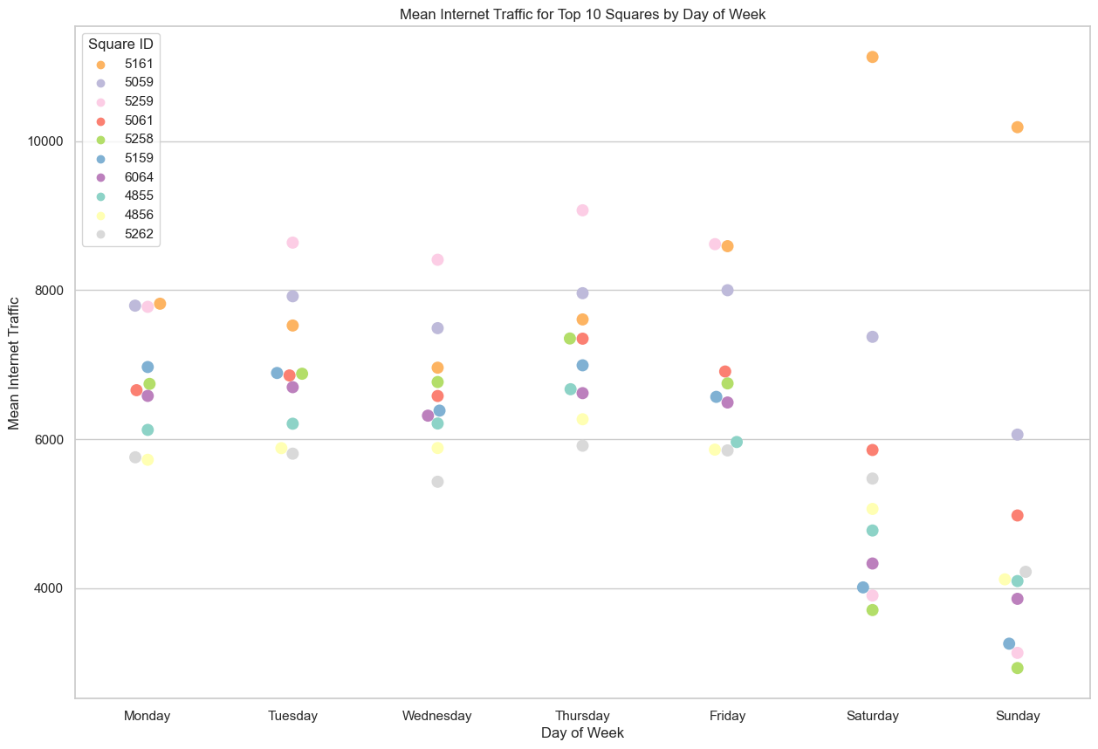 Mean Internet Traffic for Top 10 Squares by Day of Week
Square ID
5161
5059
5259
5061
5258
5159
6064
4855
4856
5262
10000
8000
6000
4000
Mean Internet Traffic
Monday
Tuesday
Wednesday
Thursday
Friday
Saturday
Sunday
Day of Week